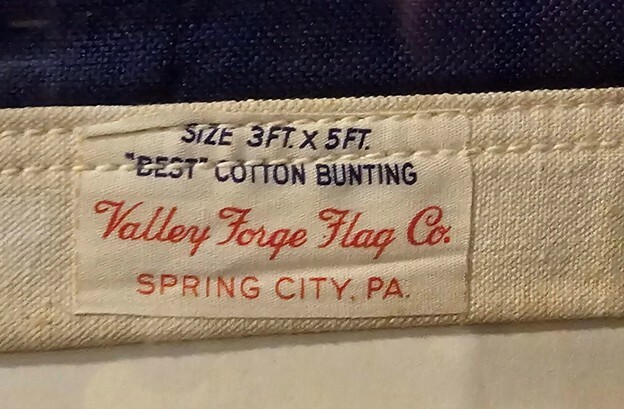 SIZE 3FT. X 5FT.
"BEST" COTTON BUNTING
Valley Forge Flag Co.
SPRING CITY, PA.